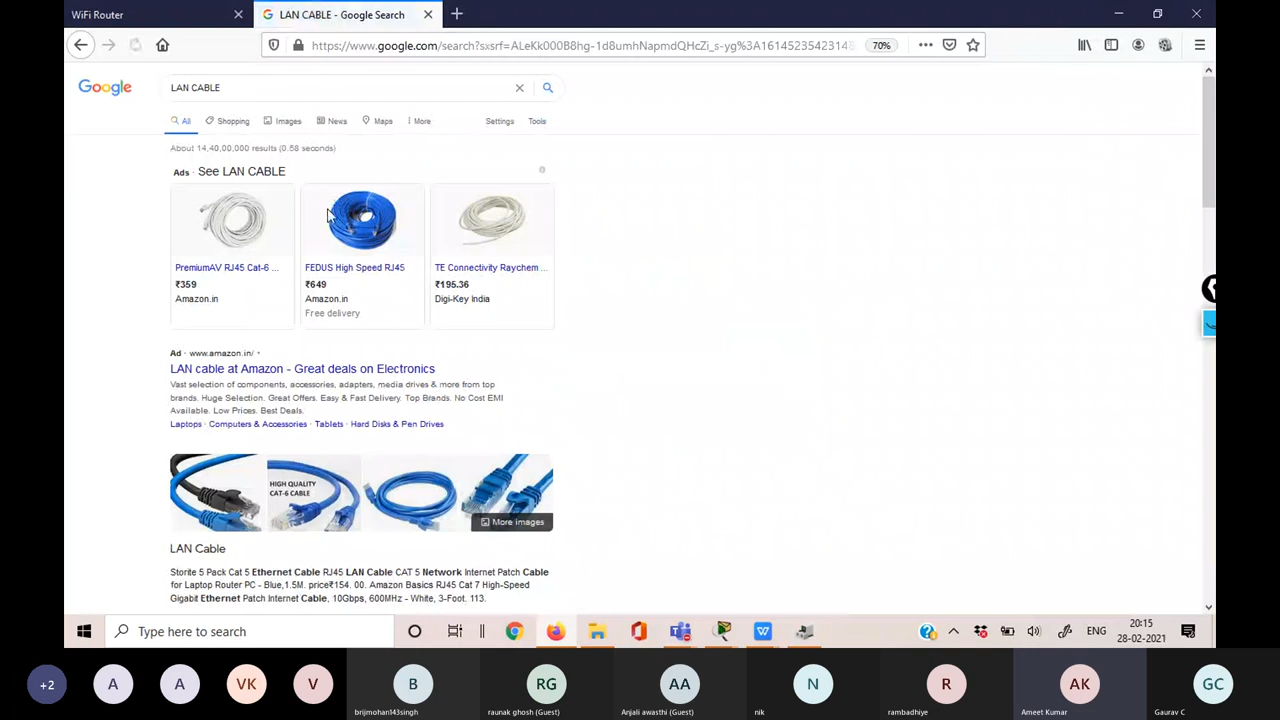 WiFi Router
LAN CABLE - Google Search
https://www.google.com/search?sxsrf=ALeKk000B8hg-1d8umhNapmdQHcZi_s-yg%3A1614523542314
70%
Google
LAN CABLE
All
Shopping
Images
News
Maps
More
Settings
Tools
About 14,40,00,000 results (0.58 seconds)
Ads · See LAN CABLE
PremiumAV RJ45 Cat-6 ...
₹359
Amazon.in
FEDUS High Speed RJ45
₹649
Amazon.in
Free delivery
TE Connectivity Raychem ...
₹195.36
Digi-Key India
Ad · www.amazon.in/
LAN cable at Amazon - Great deals on Electronics
Vast selection of components, accessories, adapters, media drives & more from top
brands. Huge Selection. Great Offers. Easy & Fast Delivery. Top Brands. No Cost EMI
Available. Low Prices. Best Deals.
Laptops · Computers & Accessories · Tablets · Hard Disks & Pen Drives
HIGH QUALITY
CAT-6 CABLE
More images
LAN Cable
Storite 5 Pack Cat 5 Ethernet Cable RJ45 LAN Cable CAT 5 Network Internet Patch Cable
for Laptop Router PC - Blue,1.5M. price₹154. 00. Amazon Basics RJ45 Cat 7 High-Speed
Gigabit Ethernet Patch Internet Cable, 10Gbps, 600MHz - White, 3-Foot. 113.
Type here to search
ENG
20:15
28-02-2021
+2
A
A
VK
V
B
brijmohan143singh
RG
raunak ghosh (Guest)
AA
Anjali awasthi (Guest)
N
nik
R
rambadhiye
AK
Ameet Kumar
GC
Gaurav C